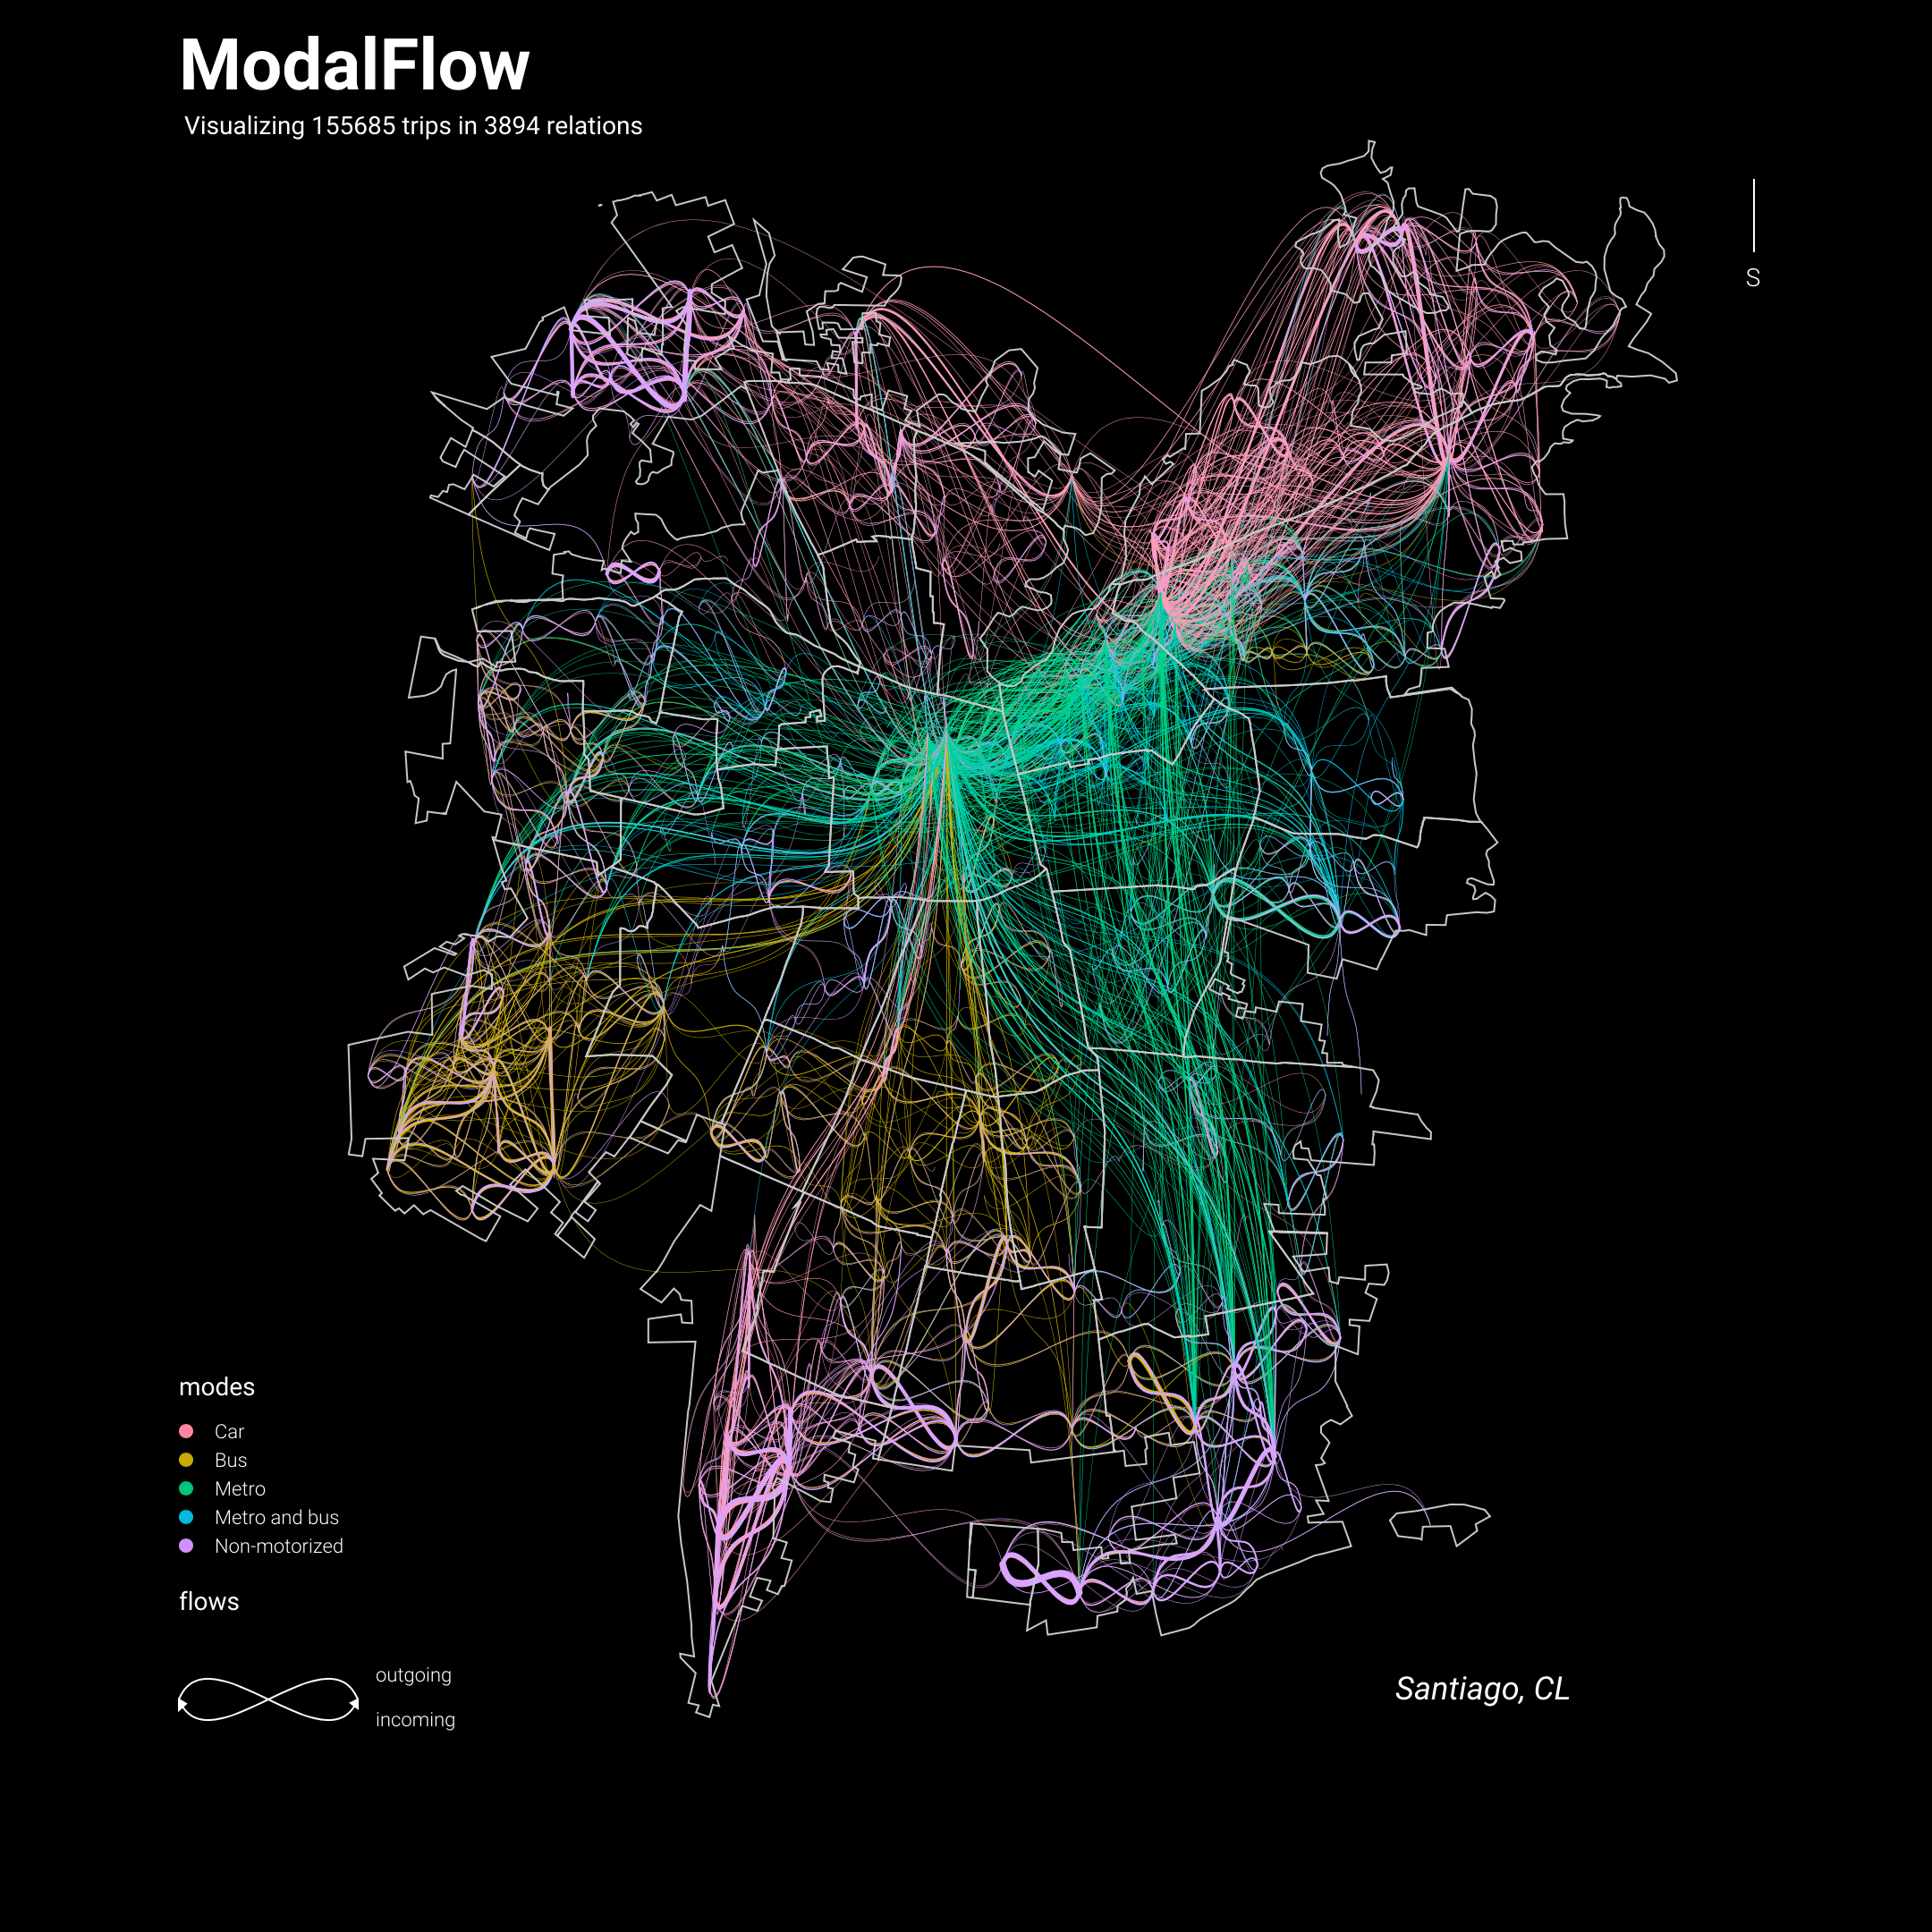 ModalFlow
Visualizing 155685 trips in 3894 relations
S
modes
Car
Bus
Metro
Metro and bus
Non-motorized
flows
outgoing
incoming
Santiago, CL